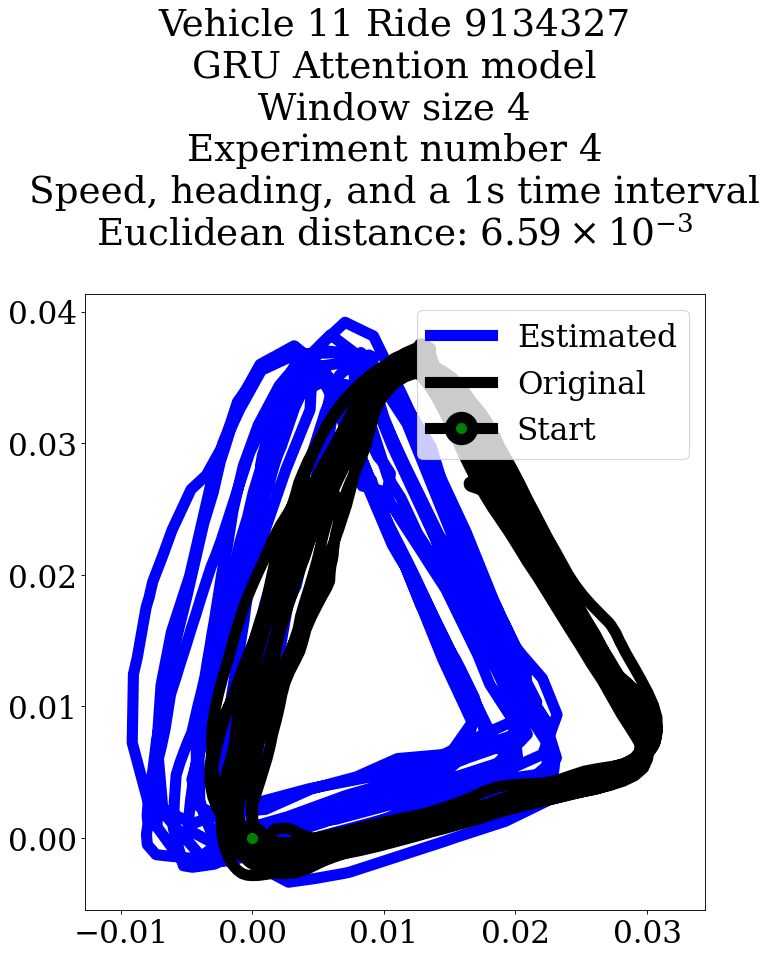 Vehicle 11 Ride 9134327
GRU Attention model
Window size 4
Experiment number 4
Speed, heading, and a 1s time interval
Euclidean distance: 6.59 × 10⁻³
0.04
0.03
0.02
0.01
0.00
Estimated
Original
Start
−0.01 0.00 0.01 0.02 0.03